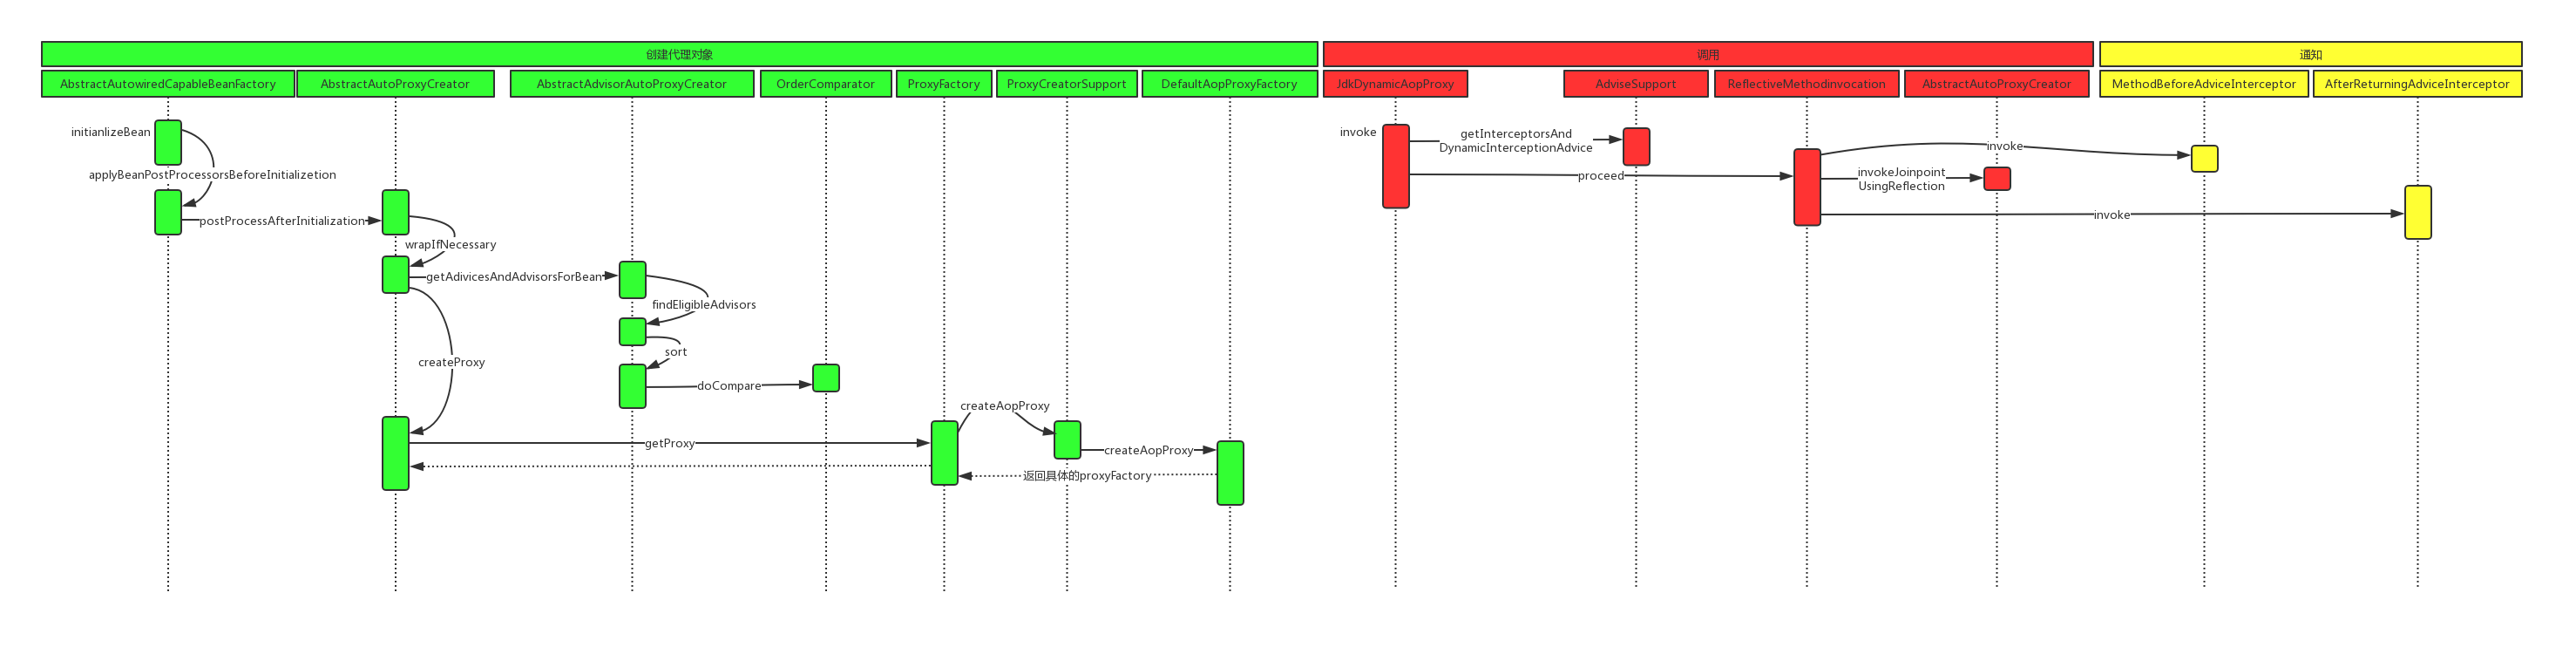 创建代理对象
调用
通知
AbstractAutowiredCapableBeanFactory
AbstractAutoProxyCreator
AbstractAdvisorAutoProxyCreator
OrderComparator
ProxyFactory
ProxyCreatorSupport
DefaultAopProxyFactory
JdkDynamicAopProxy
AdviseSupport
ReflectiveMethodinvocation
AbstractAutoProxyCreator
MethodBeforeAdviceInterceptor
AfterReturningAdviceInterceptor
initianlizeBean
applyBeanPostProcessorsBeforeInitializetion
postProcessAfterInitialization
wrapIfNecessary
getAdivicesAndAdvisorsForBean
findEligibleAdvisors
sort
createProxy
doCompare
createAopProxy
getProxy
createAopProxy
返回具体的proxyFactory
invoke
getInterceptorsAnd
DynamicInterceptionAdvice
proceed
invoke
invokeJoinpoint
UsingReflection
invoke